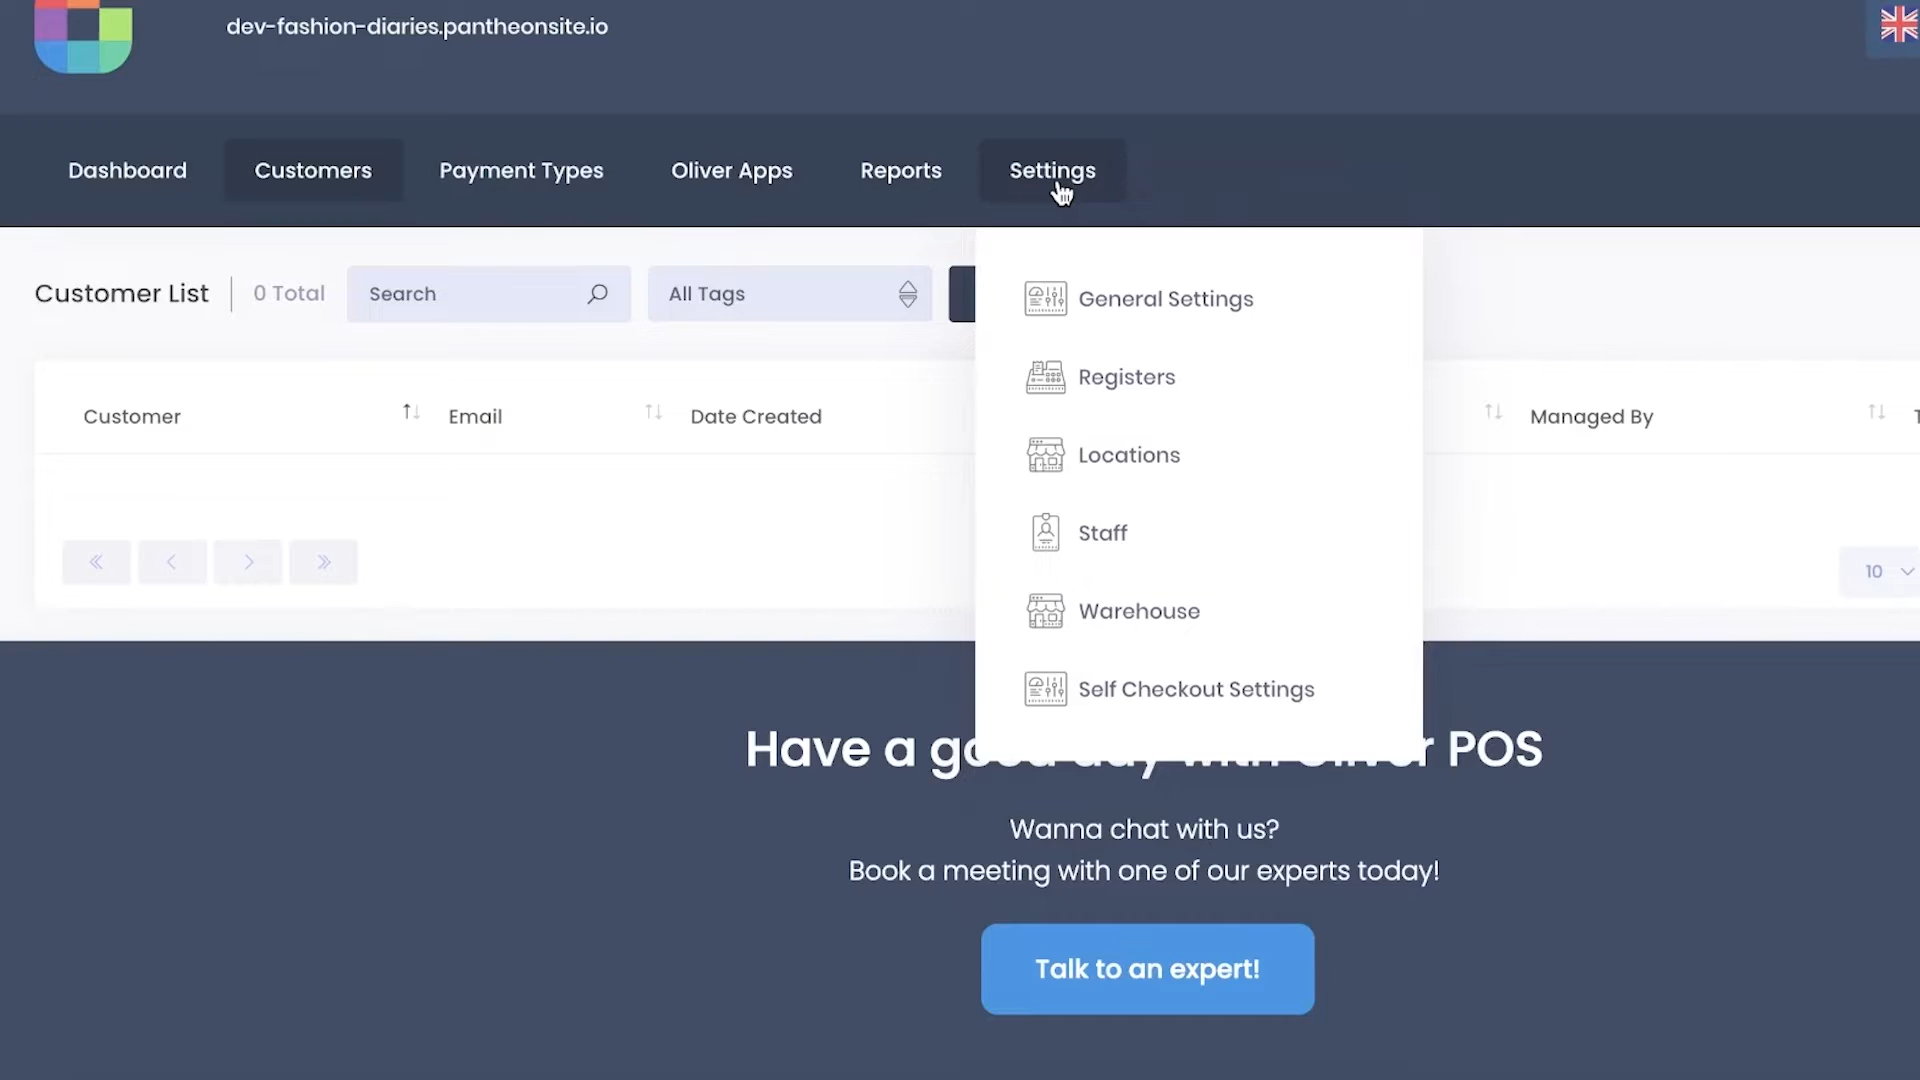 dev-fashion-diaries.pantheonsite.io
Dashboard Customers Payment Types Oliver Apps Reports Settings
Customer List 0 Total Search All Tags
General Settings
Registers
Locations
Staff
Warehouse
Self Checkout Settings
Customer Email Date Created Managed By
10
Have a good day with Oliver POS
Wanna chat with us?
Book a meeting with one of our experts today!
Talk to an expert!